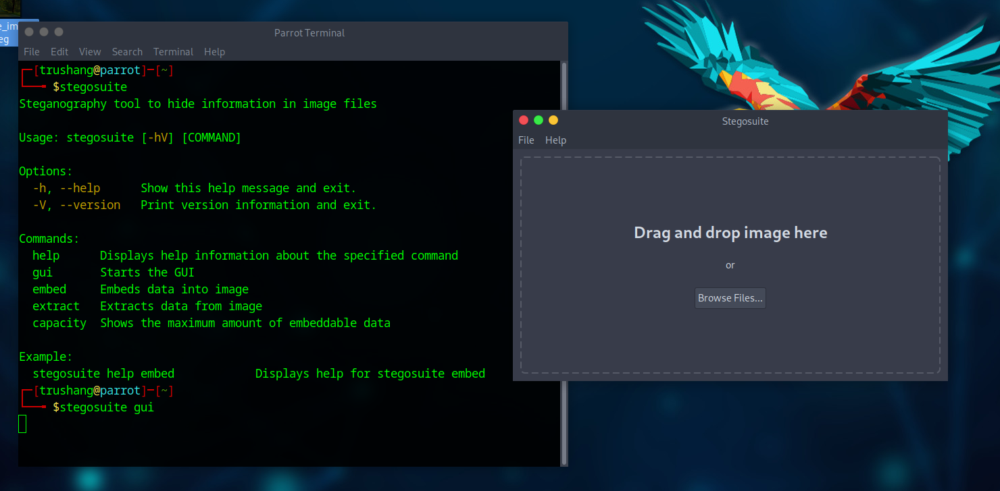 e_im
eg
Parrot Terminal
File Edit View Search Terminal Help
┌─[trushang@parrot]─[~]
└──╼ $stegosuite
Steganography tool to hide information in image files
Usage: stegosuite [-hV] [COMMAND]
Options:
-h, --help Show this help message and exit.
-V, --version Print version information and exit.
Commands:
help Displays help information about the specified command
gui Starts the GUI
embed Embeds data into image
extract Extracts data from image
capacity Shows the maximum amount of embeddable data
Example:
stegosuite help embed Displays help for stegosuite embed
┌─[trushang@parrot]─[~]
└──╼ $stegosuite gui
Stegosuite
File Help
Drag and drop image here
or
Browse Files...